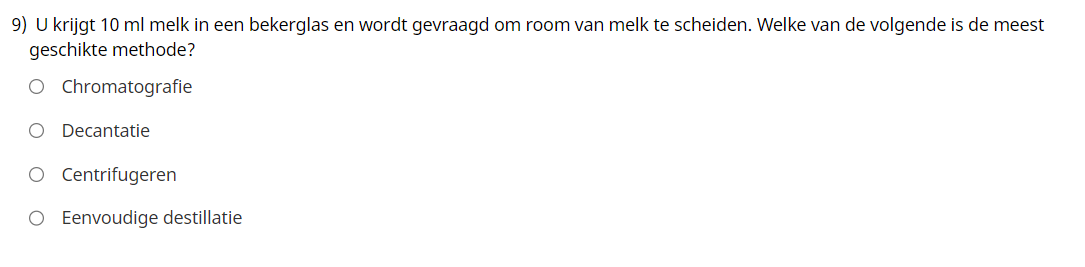 9) U krijgt 10 ml melk in een bekerglas en wordt gevraagd om room van melk te scheiden. Welke van de volgende is de meest
geschikte methode?
Chromatografie
Decantatie
Centrifugeren
Eenvoudige destillatie